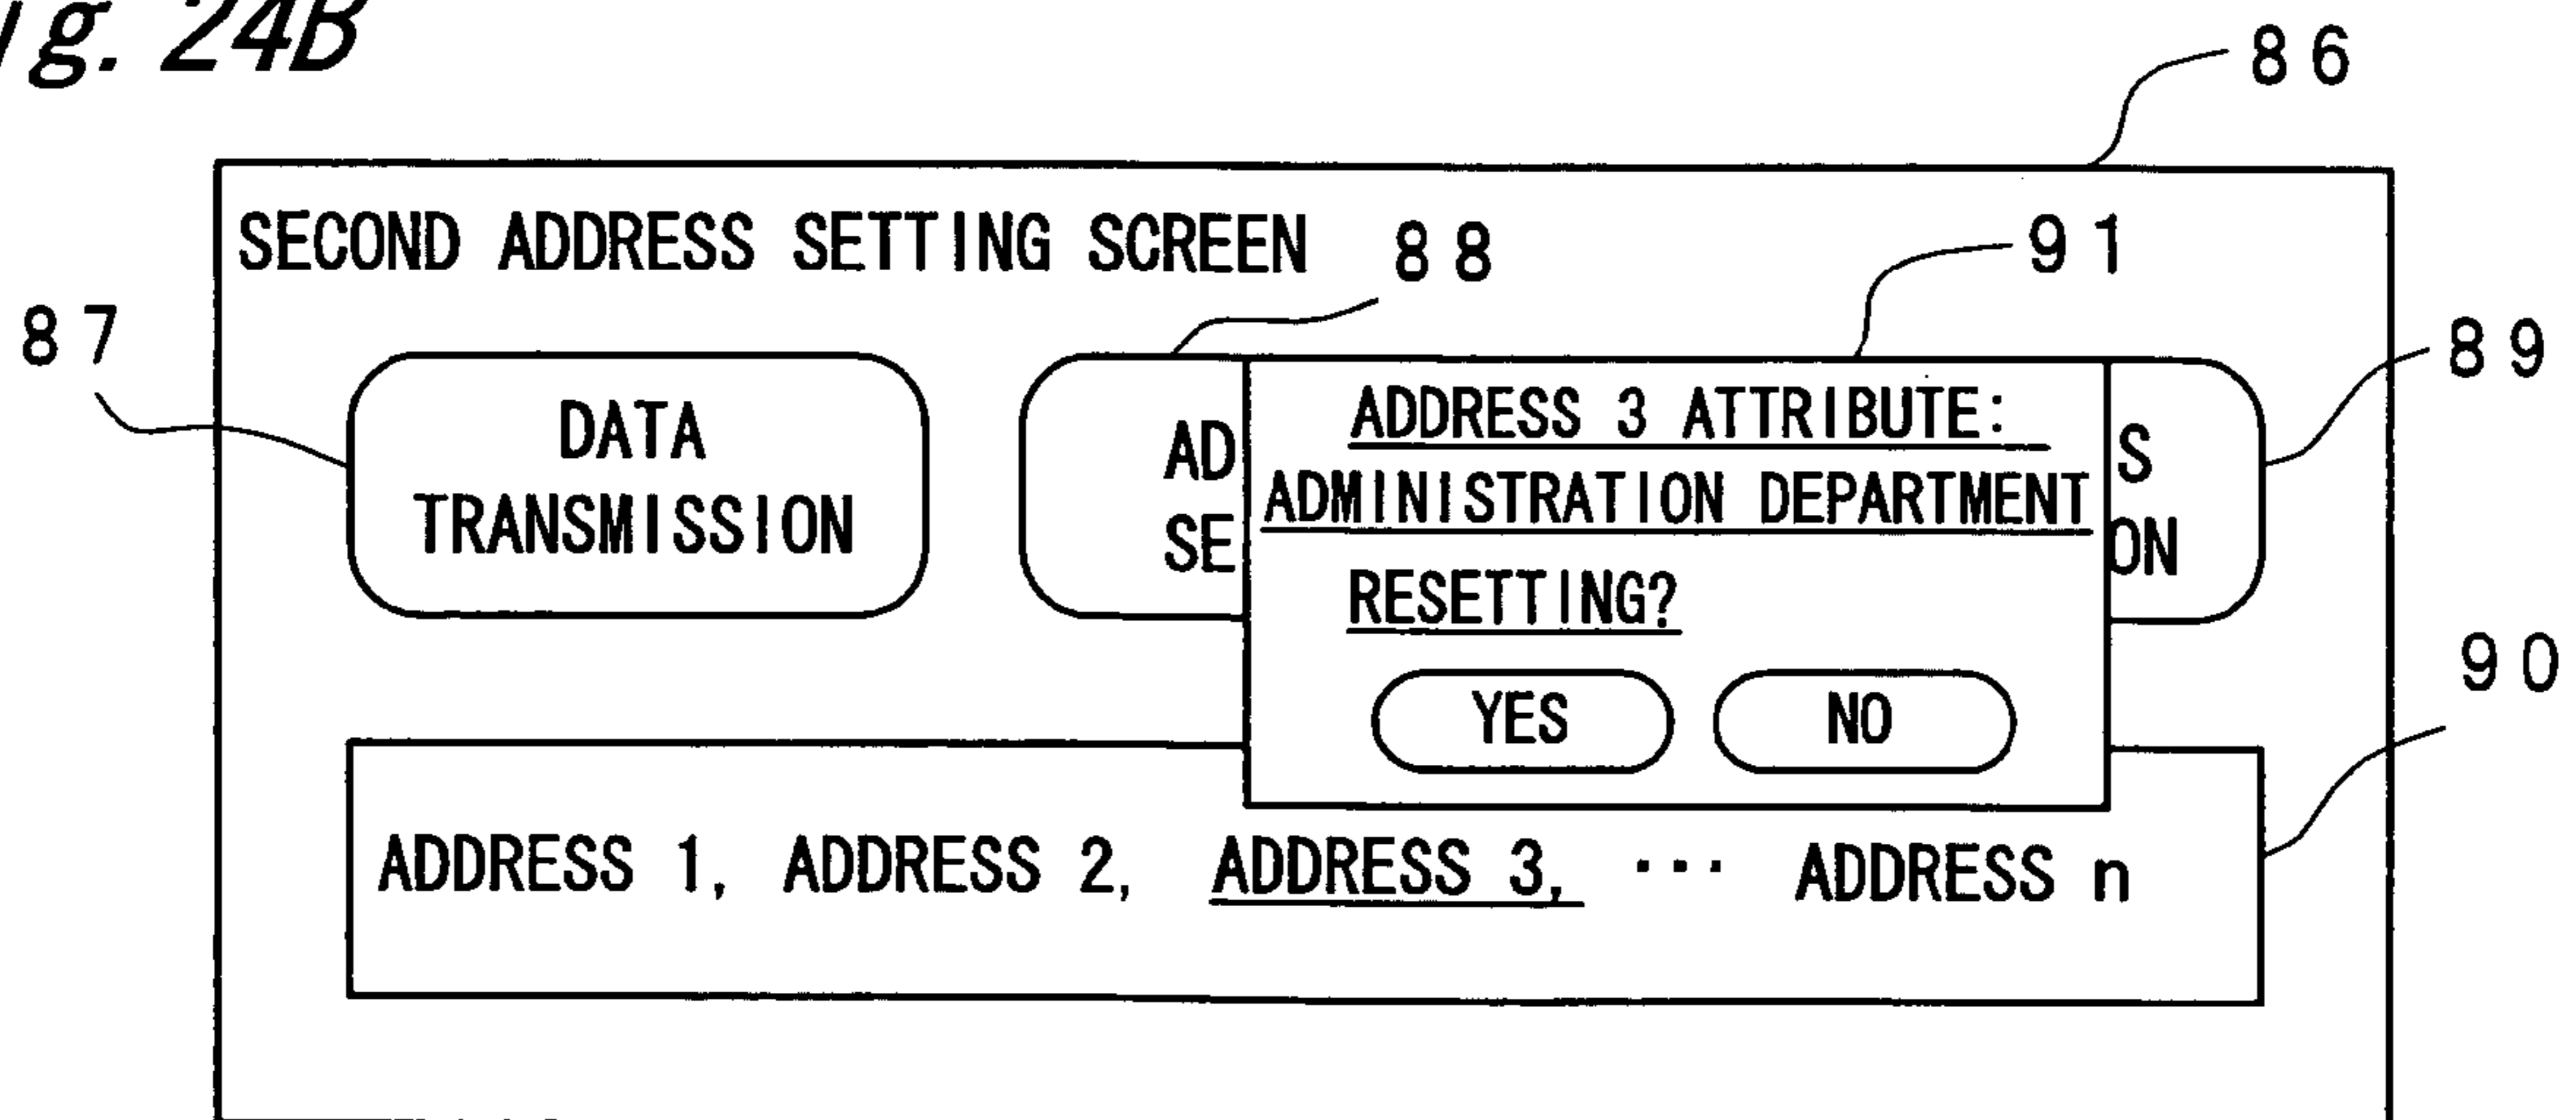 ig. 24B
86
SECOND ADDRESS SETTING SCREEN
88
91
87
89
DATA
TRANSMISSION
AD
SE
ADDRESS 3 ATTRIBUTE:
ADMINISTRATION DEPARTMENT
RESETTING?
YES
NO
S
ON
90
ADDRESS 1, ADDRESS 2, ADDRESS 3, ··· ADDRESS n